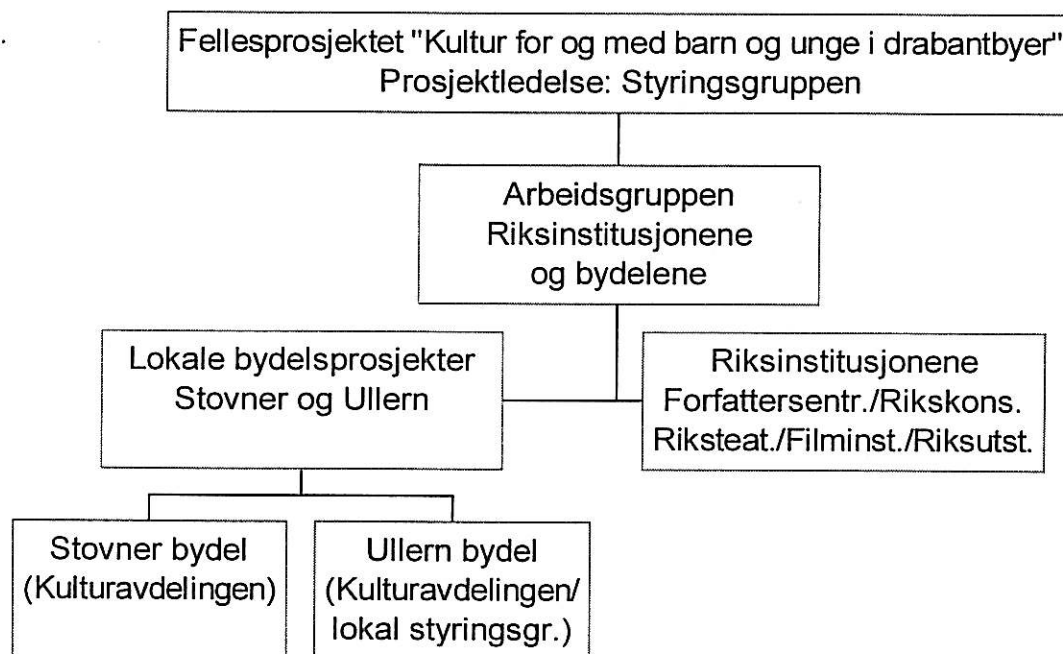 Fellesprosjektet "Kultur for og med barn og unge i drabantbyer"
Prosjektledelse: Styringsgruppen
Arbeidsgruppen
Riksinstitusjonene
og bydelene
Lokale bydelsprosjekter
Stovner og Ullern
Riksinstitusjonene
Forfattersentr./Rikskons.
Riksteat./Filminst./Riksutst.
Stovner bydel
(Kulturavdelingen)
Ullern bydel
(Kulturavdelingen/
lokal styringsgr.)